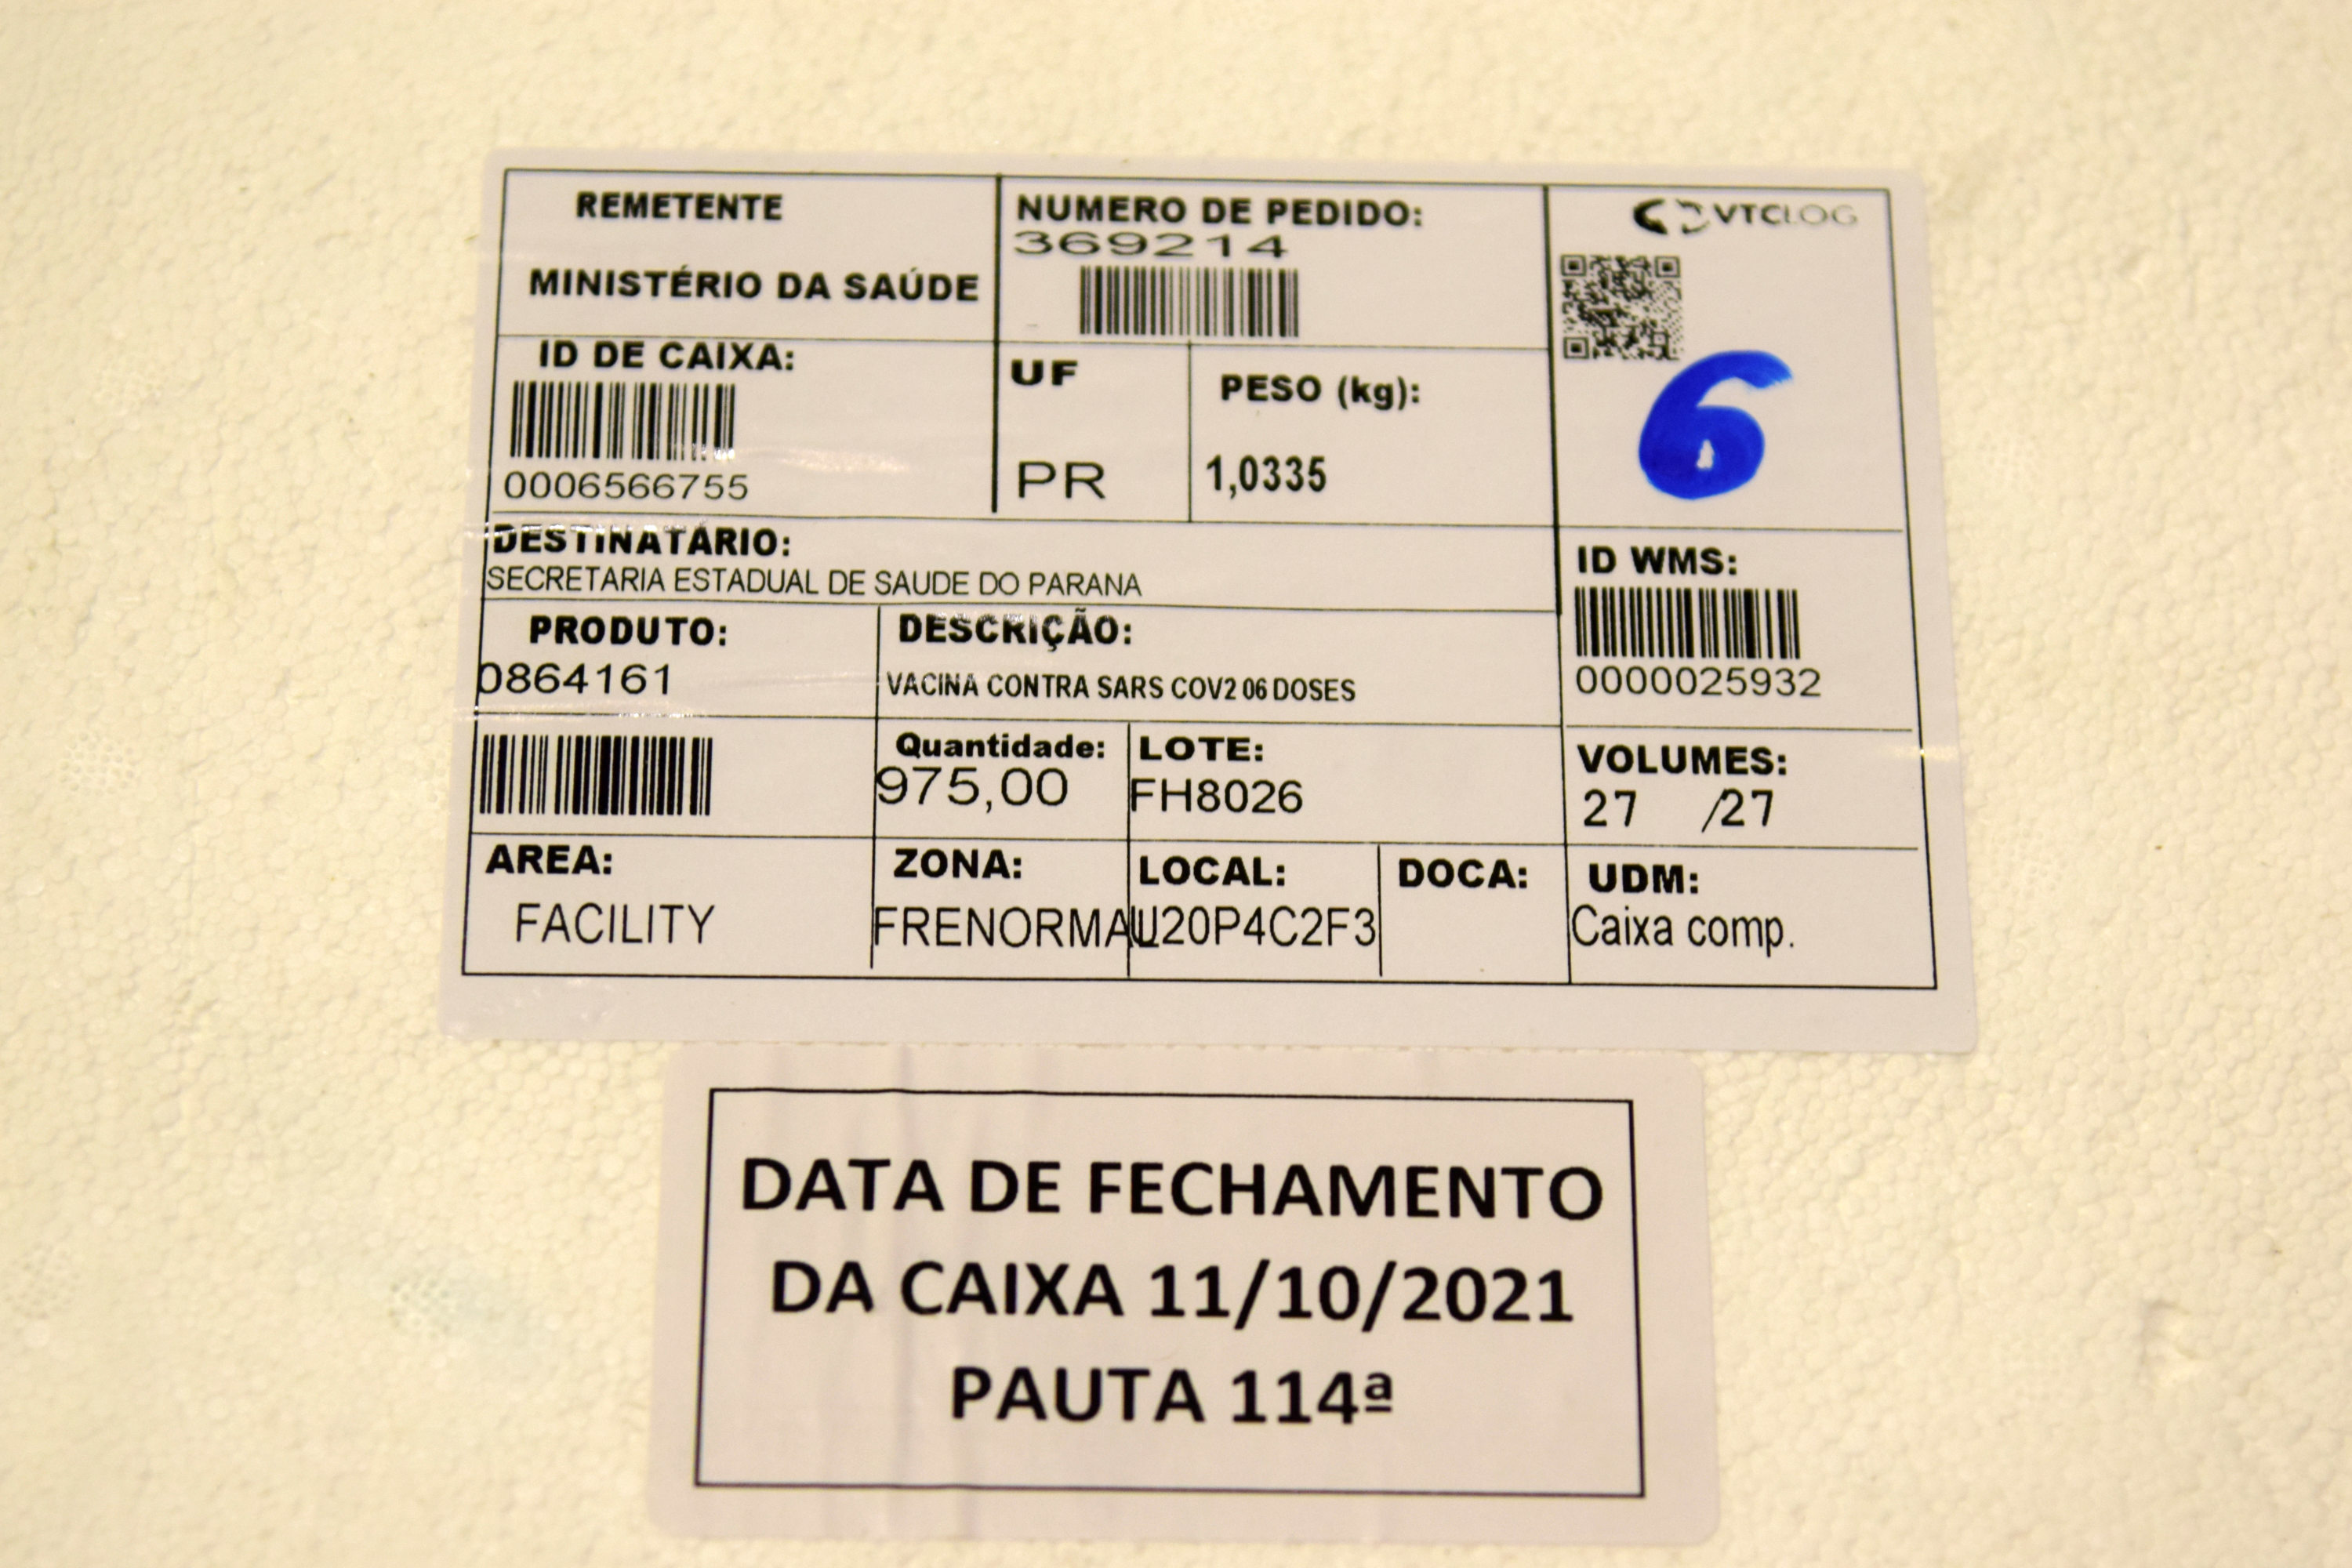 REMETENTE
MINISTÉRIO DA SAÚDE
NUMERO DE PEDIDO:
369214
VTCLOG
6
ID DE CAIXA:
0006566755
UF
PR
PESO (kg):
1,0335
DESTINATÁRIO:
SECRETARIA ESTADUAL DE SAUDE DO PARANA
ID WMS:
0000025932
PRODUTO:
0864161
DESCRIÇÃO:
VACINA CONTRA SARS COV2 06 DOSES
Quantidade:
975,00
LOTE:
FH8026
VOLUMES:
27 /27
AREA:
FACILITY
ZONA:
FRENORMAL
LOCAL:
U20P4C2F3
DOCA:
UDM:
Caixa comp.
DATA DE FECHAMENTO
DA CAIXA 11/10/2021
PAUTA 114ª